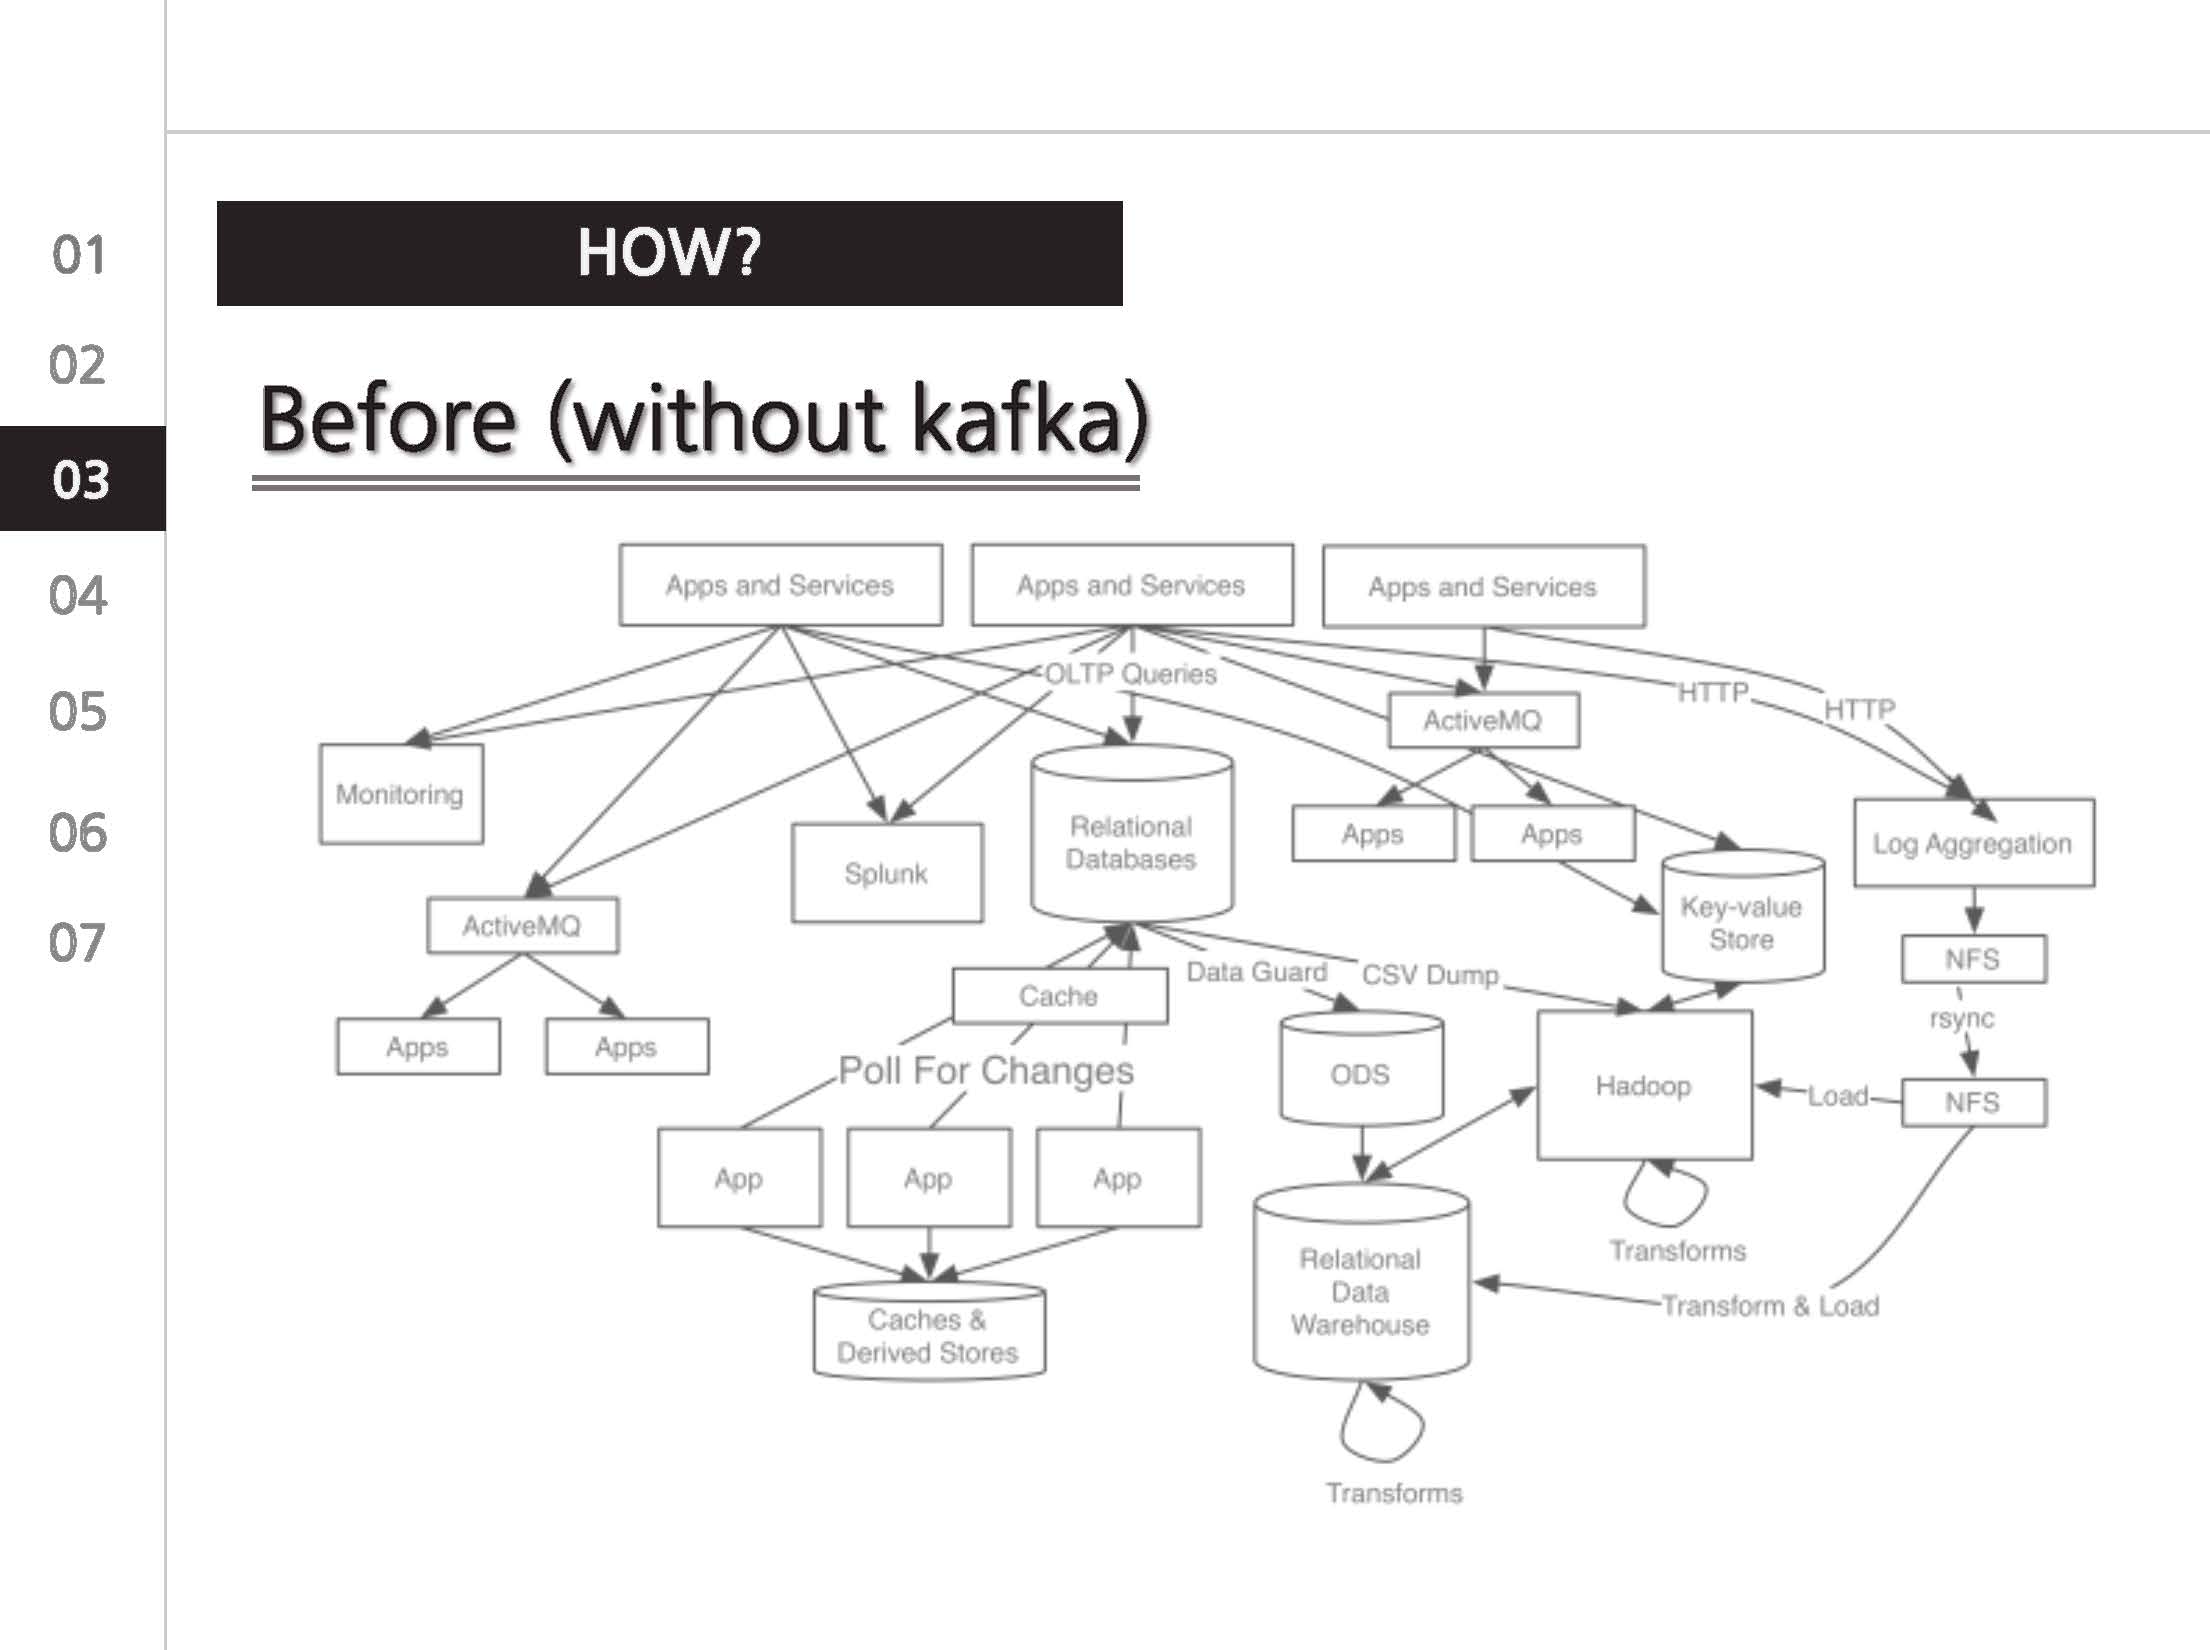 01
02
03
04
05
06
07
HOW?
Before (without kafka)
Apps and Services
Apps and Services
Apps and Services
OLTP Queries
HTTP
HTTP
ActiveMQ
Monitoring
Relational
Databases
Apps
Apps
Log Aggregation
Splunk
Key-value
Store
ActiveMQ
NFS
Cache
Data Guard
CSV Dump
rsync
Apps
Apps
Poll For Changes
ODS
Hadoop
Load
NFS
App
App
App
Transforms
Relational
Data
Warehouse
Transform & Load
Caches &
Derived Stores
Transforms